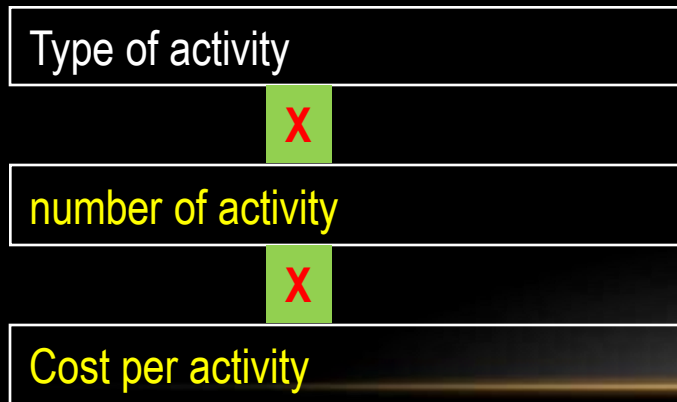 Type of activity
X
number of activity
X
Cost per activity